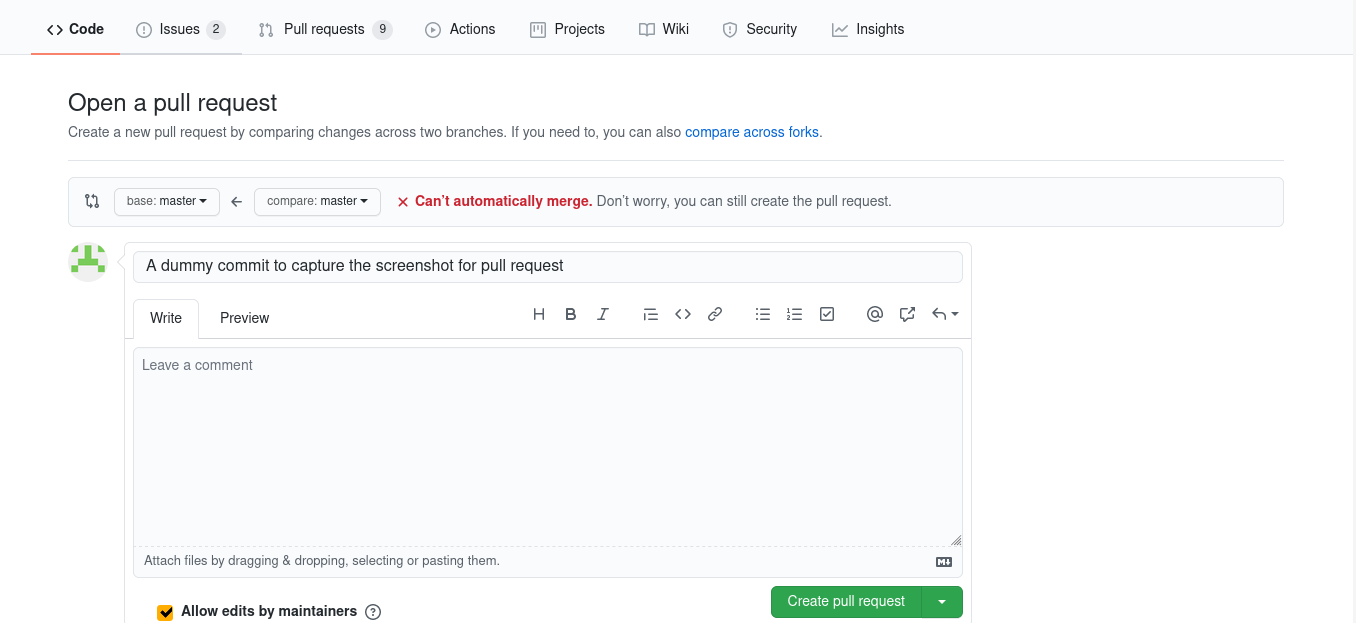 Code Issues 2 Pull requests 9 Actions Projects Wiki Security Insights
Open a pull request
Create a new pull request by comparing changes across two branches. If you need to, you can also compare across forks.
base: master compare: master Can’t automatically merge. Don’t worry, you can still create the pull request.
A dummy commit to capture the screenshot for pull request
Write Preview H B I @
Leave a comment
Attach files by dragging & dropping, selecting or pasting them. M
Allow edits by maintainers ? Create pull request